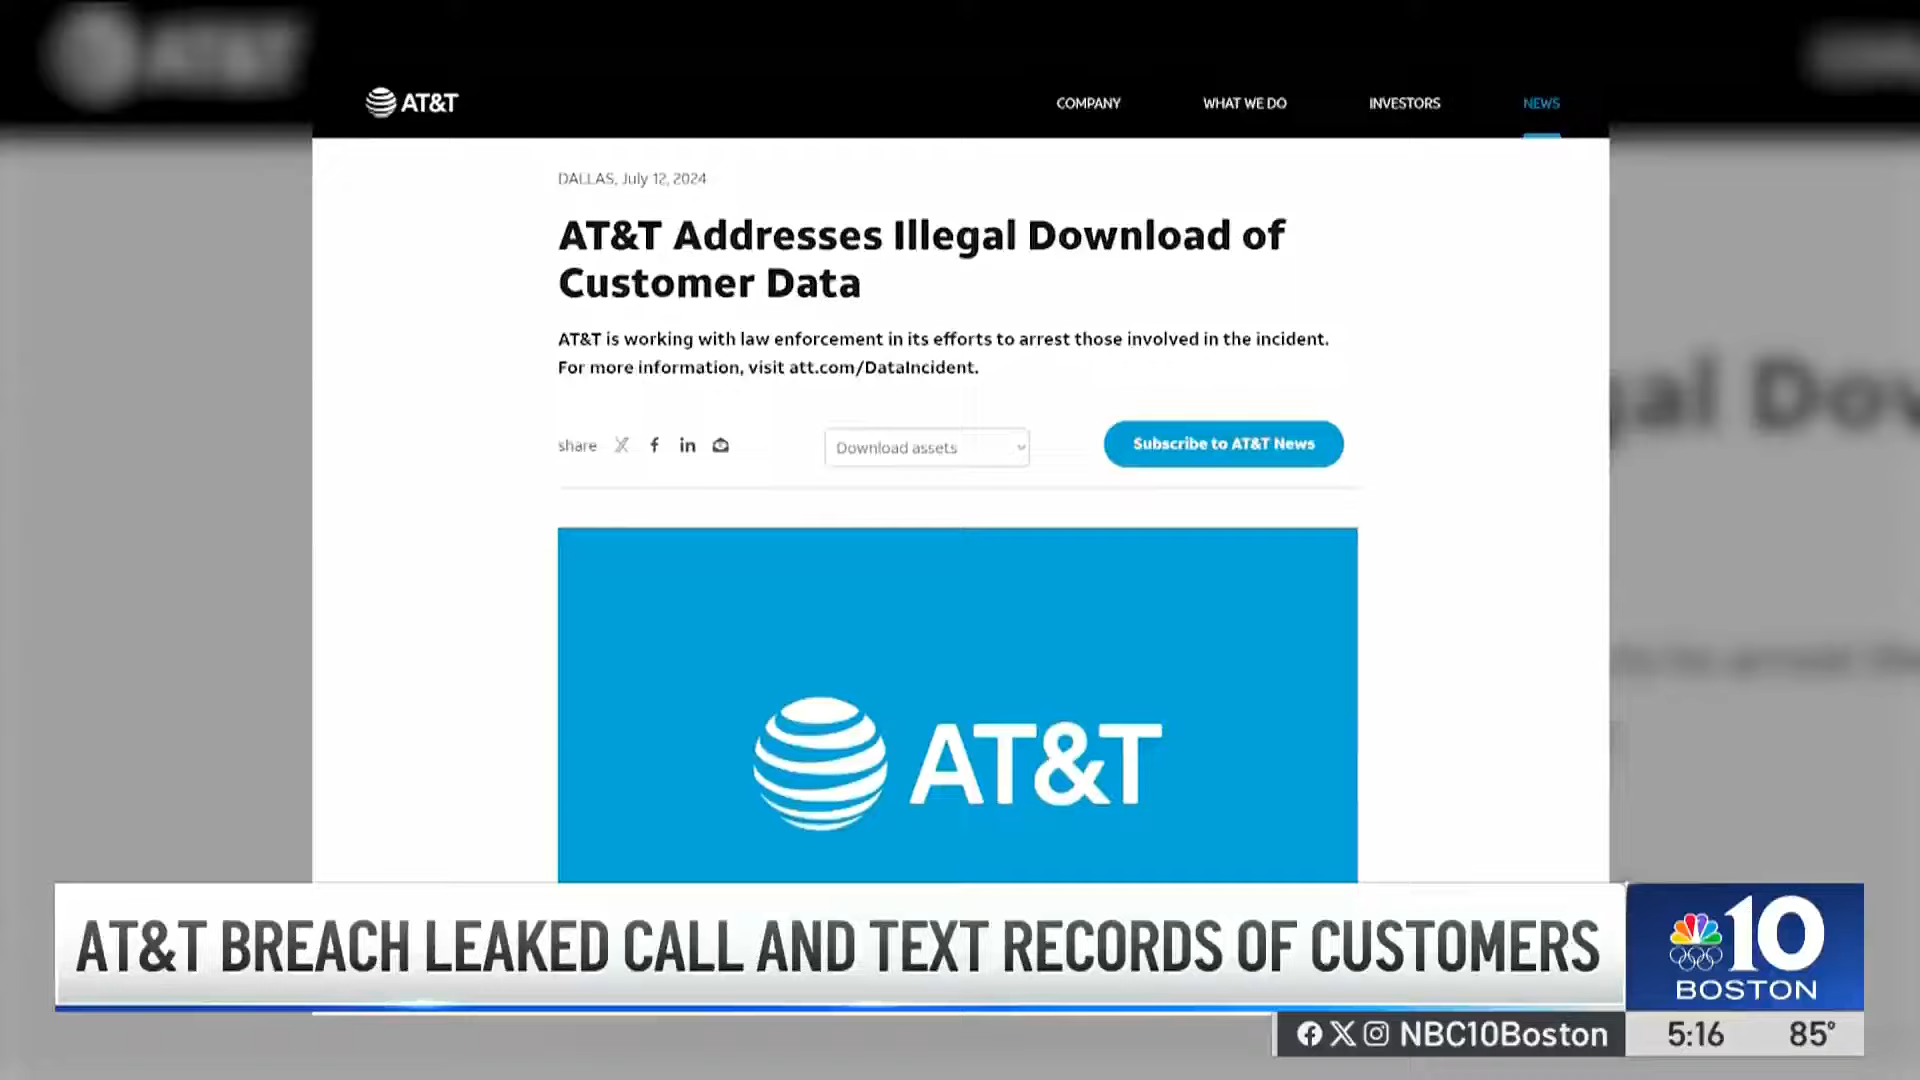 AT&T
COMPANY
WHAT WE DO
INVESTORS
NEWS
DALLAS, July 12, 2024
AT&T Addresses Illegal Download of
Customer Data
AT&T is working with law enforcement in its efforts to arrest those involved in the incident.
For more information, visit att.com/DataIncident.
share
Download assets
Subscribe to AT&T News
AT&T
AT&T BREACH LEAKED CALL AND TEXT RECORDS OF CUSTOMERS
10
BOSTON
NBC10Boston
5:16
85°
AT&T
gal Dov